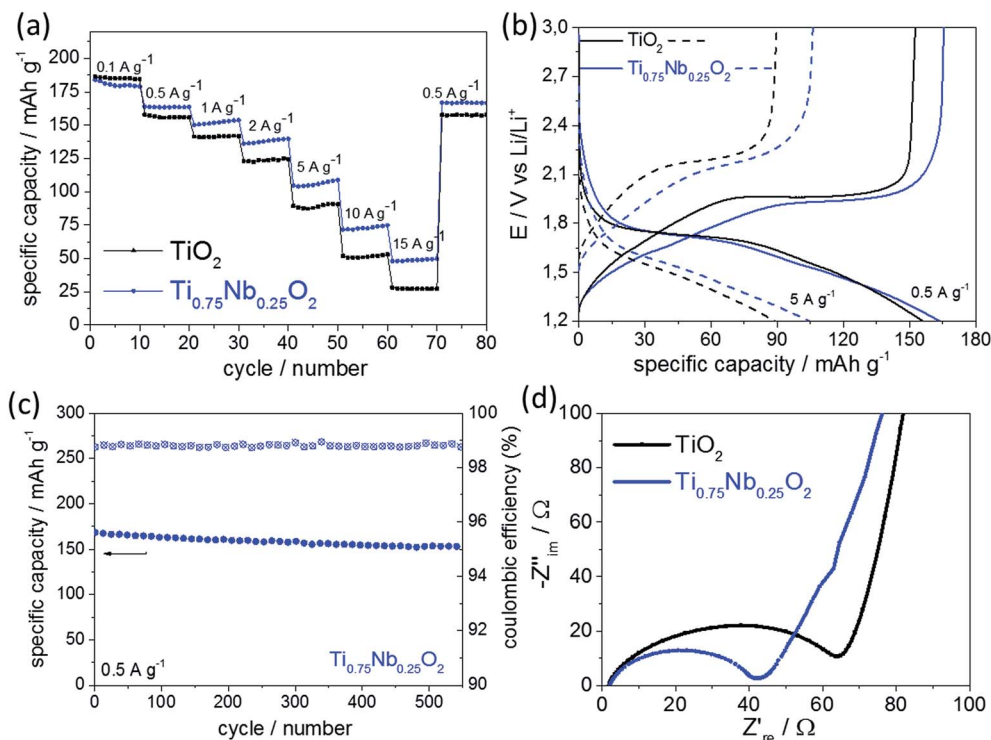 (a)
200
175
150
125
100
75
50
25
0
specific capacity / mAh g⁻¹
0.1 A g⁻¹
0.5 A g⁻¹
1 A g⁻¹
2 A g⁻¹
5 A g⁻¹
10 A g⁻¹
15 A g⁻¹
0.5 A g⁻¹
TiO₂
Ti₀.₇₅Nb₀.₂₅O₂
0 10 20 30 40 50 60 70 80
cycle / number
(b)
3,0
2,7
2,4
2,1
1,8
1,5
1,2
E / V vs Li/Li⁺
TiO₂
Ti₀.₇₅Nb₀.₂₅O₂
5 A g⁻¹
0.5 A g⁻¹
0 30 60 90 120 150 180
specific capacity / mAh g⁻¹
(c)
300
250
200
150
100
50
0
specific capacity / mAh g⁻¹
100
98
96
94
92
90
coulombic efficiency (%)
0.5 A g⁻¹
Ti₀.₇₅Nb₀.₂₅O₂
0 100 200 300 400 500
cycle / number
(d)
100
80
60
40
20
0
-Z''im / Ω
TiO₂
Ti₀.₇₅Nb₀.₂₅O₂
0 20 40 60 80 100
Z're / Ω